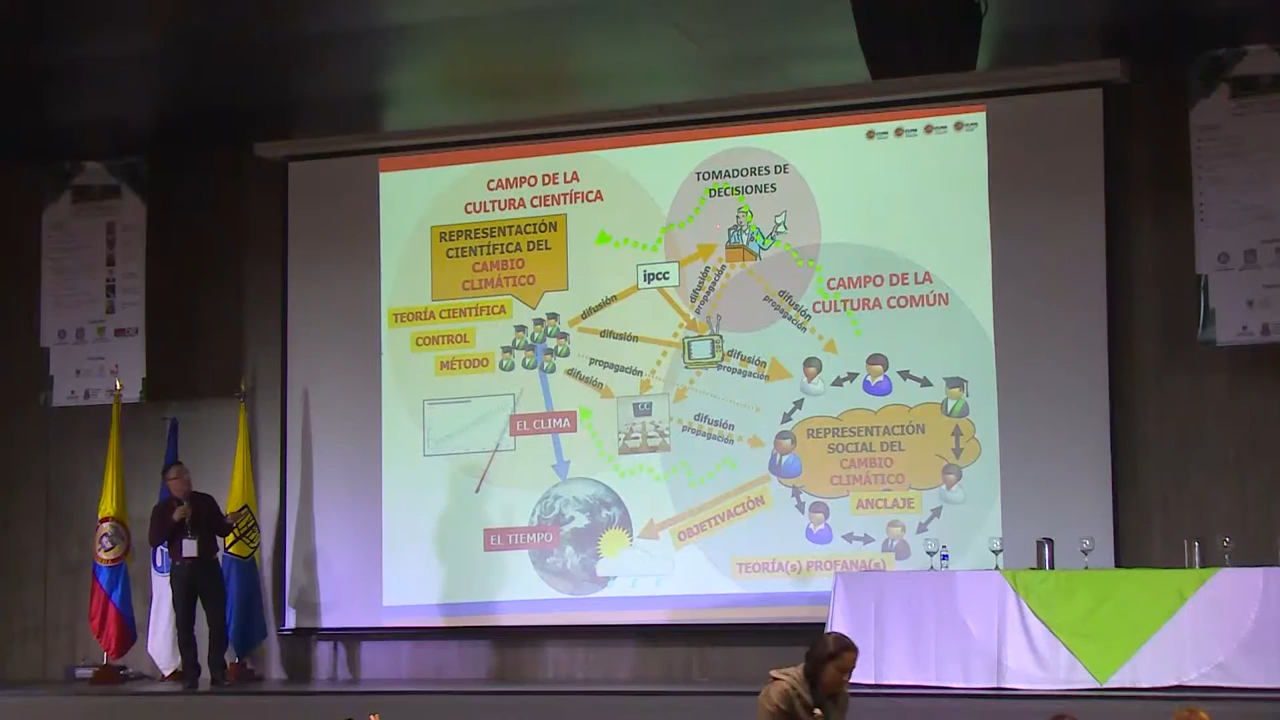 CAMPO DE LA
CULTURA CIENTÍFICA
TOMADORES DE
DECISIONES
REPRESENTACIÓN
CIENTÍFICA DEL
CAMBIO
CLIMÁTICO
ipcc
CAMPO DE LA
CULTURA COMÚN
TEORÍA CIENTÍFICA
CONTROL
MÉTODO
difusión
difusión
propagación
difusión
difusión
propagación
difusión
propagación
difusión
propagación
difusión
propagación
CC
EL CLIMA
REPRESENTACIÓN
SOCIAL DEL
CAMBIO
CLIMÁTICO
ANCLAJE
OBJETIVACIÓN
EL TIEMPO
TEORÍA(s) PROFANA(s)